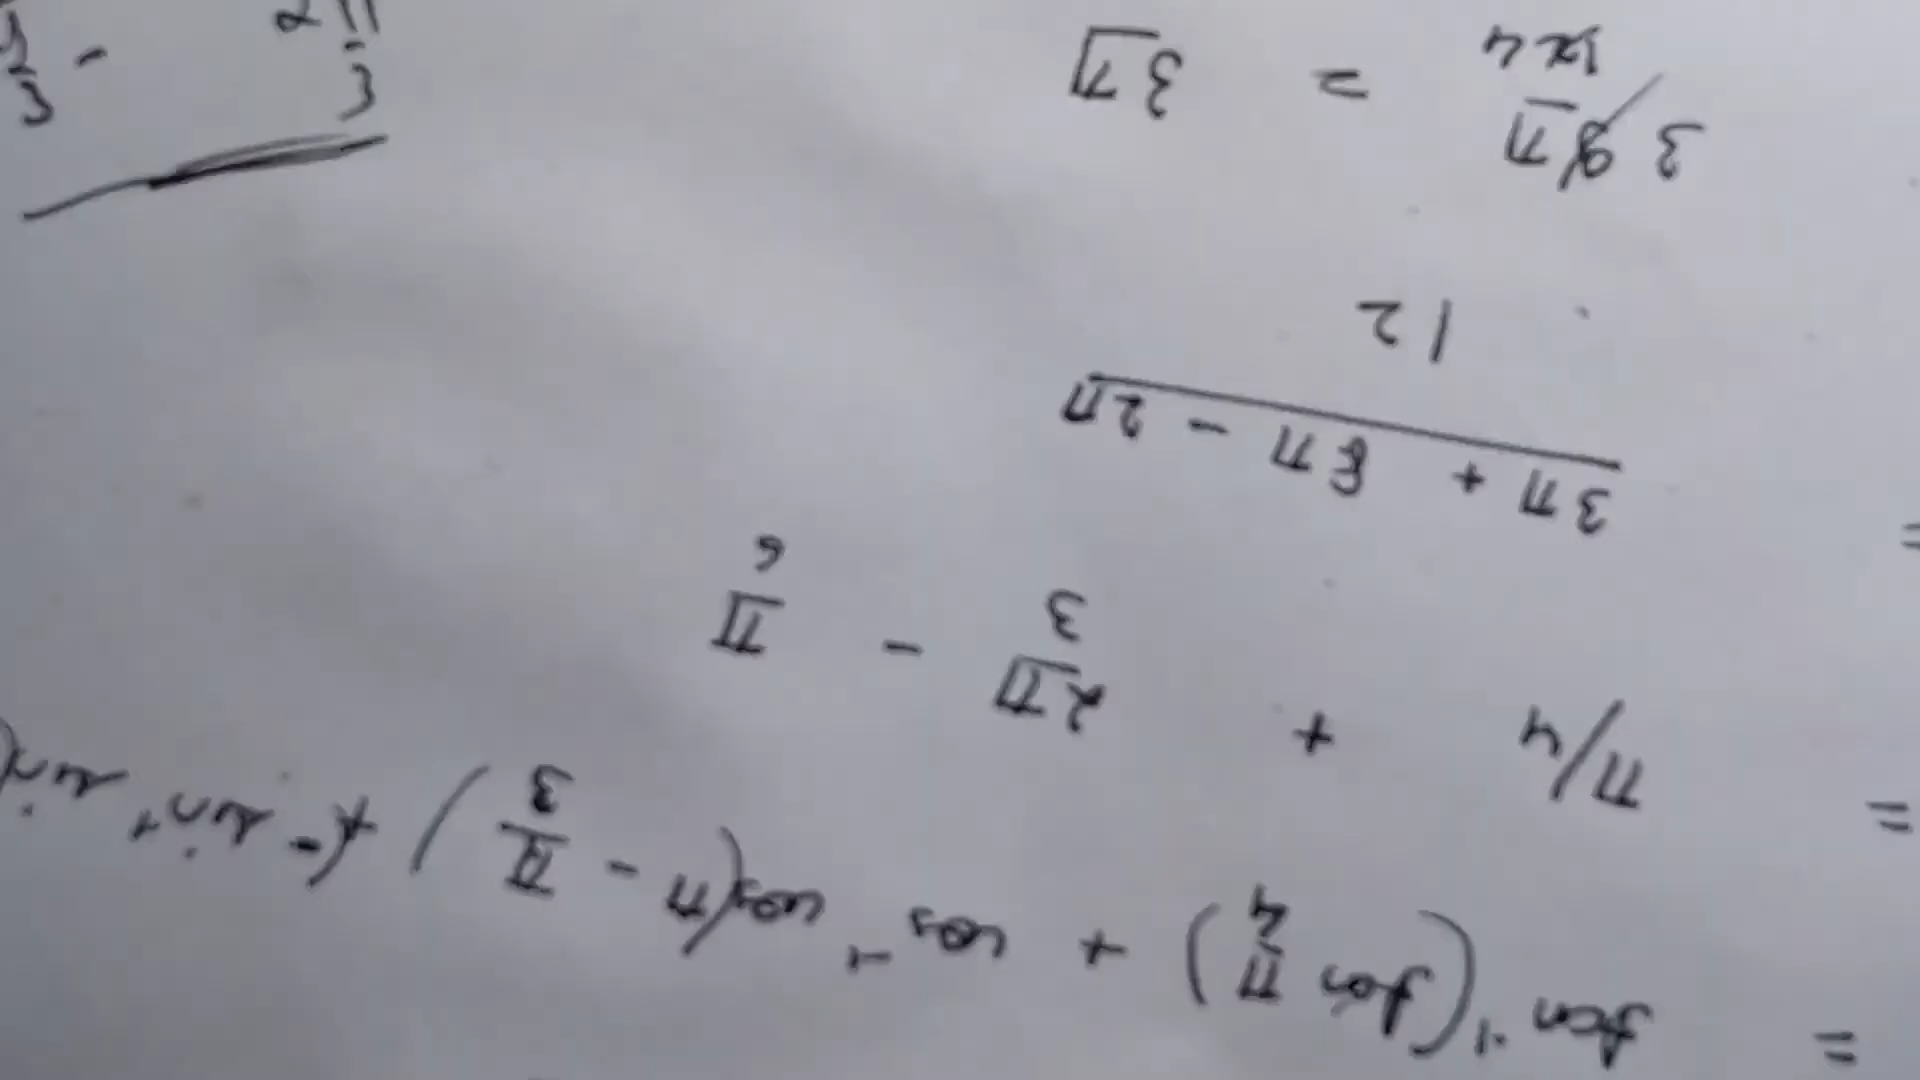 = tan⁻¹(tan π/4) + cos⁻¹ cos(π - π/3) - sin⁻¹ sin(
= π/4 + 2π/3 - π/6
= 3π + 8π - 2π / 12
3 9π / 12 4 = 3π